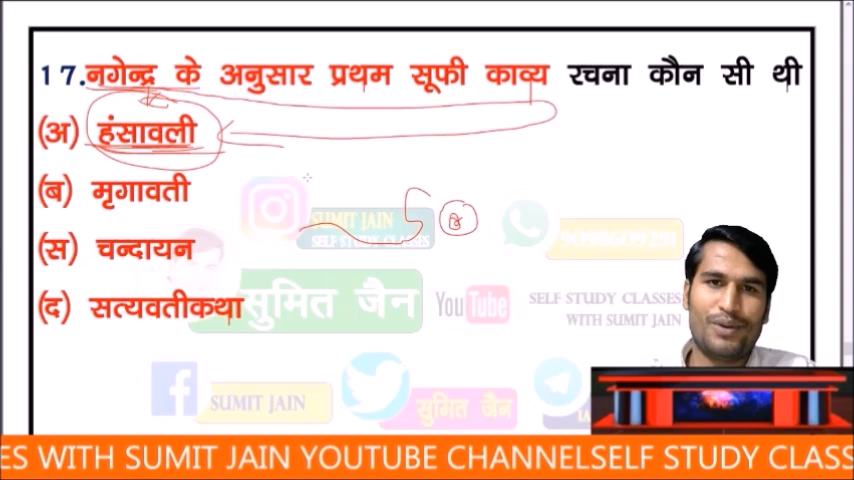 17.नगेन्द्र के अनुसार प्रथम सूफी काव्य रचना कौन सी थी
(अ) हंसावली
(ब) मृगावती
(स) चन्दायन
(द) सत्यवतीकथा
SUMIT JAIN
SELF STUDY CLASSES
सुमित जैन
YouTube
SELF STUDY CLASSES
WITH SUMIT JAIN
SUMIT JAIN
सुमित जैन
ES WITH SUMIT JAIN YOUTUBE CHANNELSELF STUDY CLASS